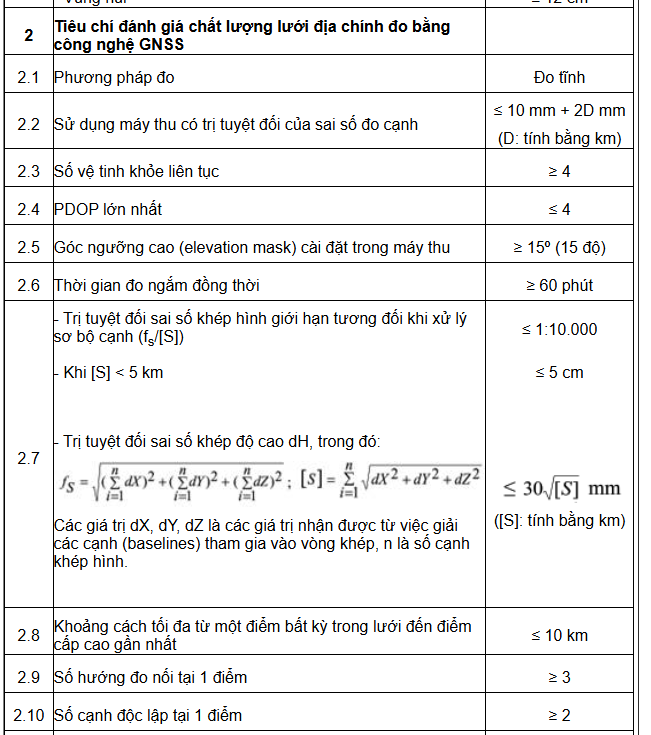 2 Tiêu chí đánh giá chất lượng lưới địa chính đo bằng
công nghệ GNSS
2.1 Phương pháp đo Đo tĩnh
2.2 Sử dụng máy thu có trị tuyệt đối của sai số đo cạnh ≤ 10 mm + 2D mm
(D: tính bằng km)
2.3 Số vệ tinh khỏe liên tục ≥ 4
2.4 PDOP lớn nhất ≤ 4
2.5 Góc ngưỡng cao (elevation mask) cài đặt trong máy thu ≥ 15º (15 độ)
2.6 Thời gian đo ngắm đồng thời ≥ 60 phút
2.7
- Trị tuyệt đối sai số khép hình giới hạn tương đối khi xử lý
sơ bộ cạnh (fs/[S])
≤ 1:10.000
- Khi [S] < 5 km ≤ 5 cm
- Trị tuyệt đối sai số khép độ cao dH, trong đó:
fS = √((∑ⁿᵢ₌₁ dX)² + (∑ⁿᵢ₌₁ dY)² + (∑ⁿᵢ₌₁ dZ)²) ; [S] = ∑ⁿᵢ₌₁ √(dX² + dY² + dZ²)
≤ 30√[S] mm
([S]: tính bằng km)
Các giá trị dX, dY, dZ là các giá trị nhận được từ việc giải
các cạnh (baselines) tham gia vào vòng khép, n là số cạnh
khép hình.
2.8 Khoảng cách tối đa từ một điểm bất kỳ trong lưới đến điểm
cấp cao gần nhất
≤ 10 km
2.9 Số hướng đo nối tại 1 điểm ≥ 3
2.10 Số cạnh độc lập tại 1 điểm ≥ 2